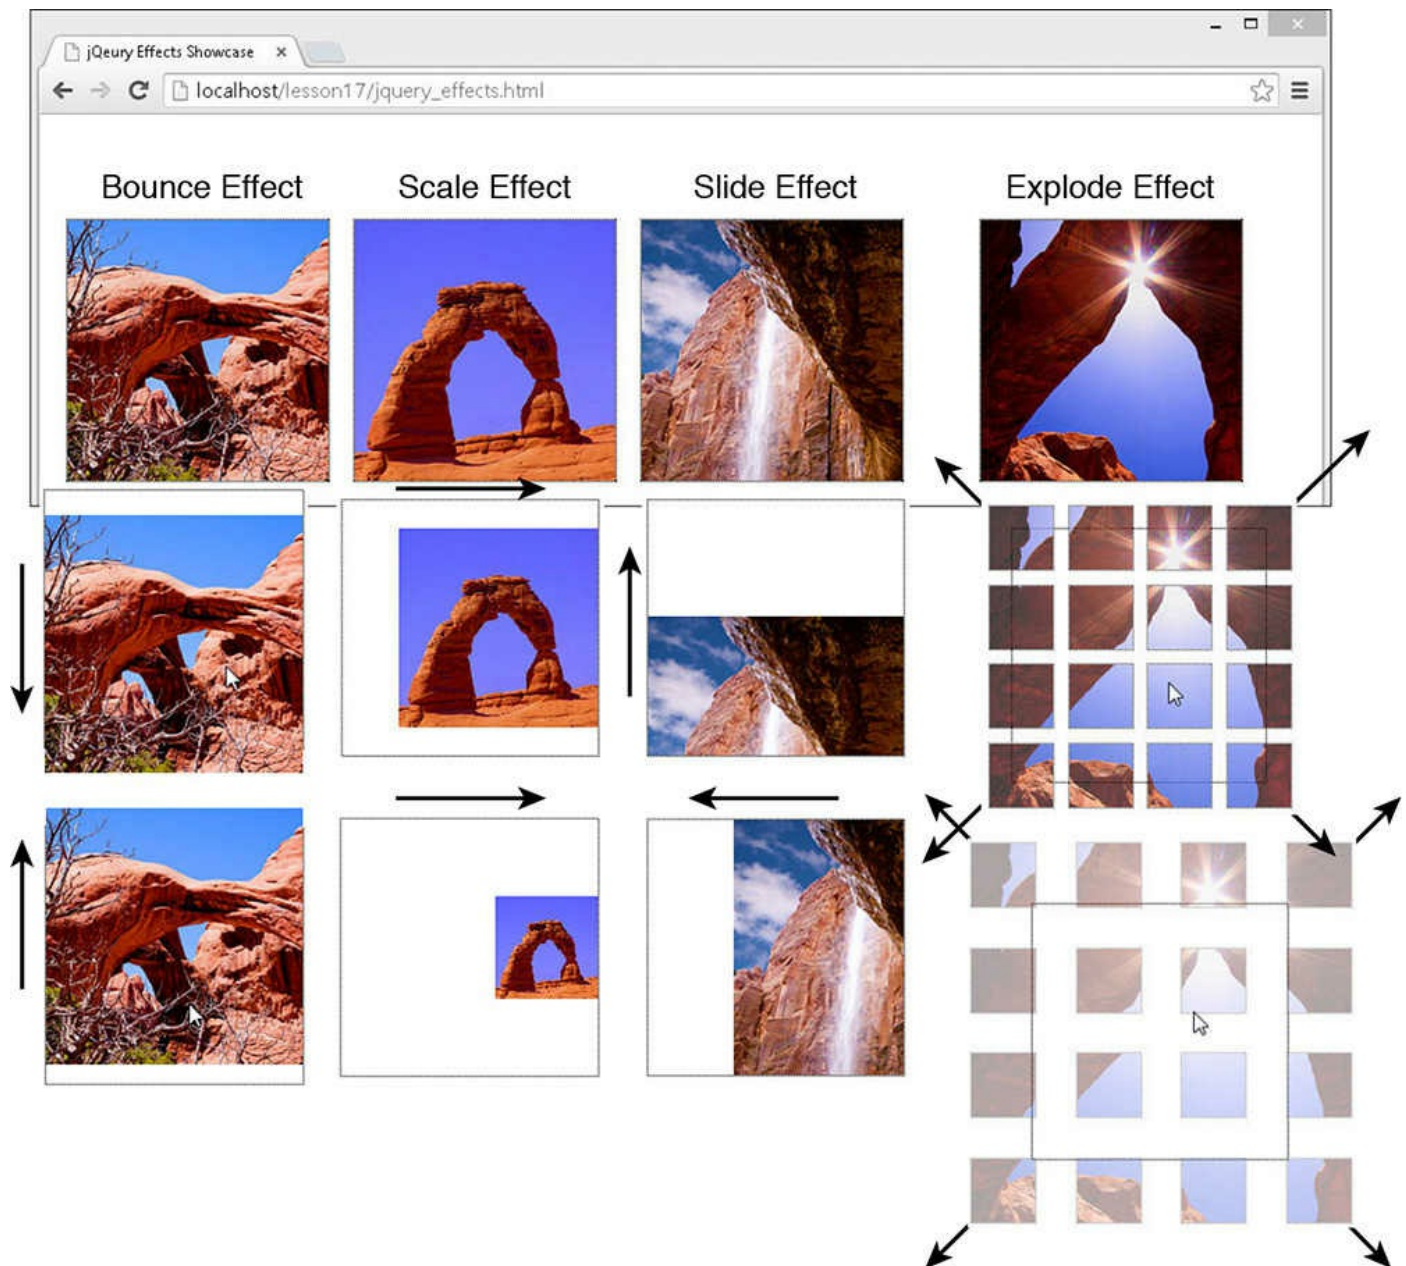 jQeury Effects Showcase
localhost/lesson17/jquery_effects.html
Bounce Effect Scale Effect Slide Effect Explode Effect